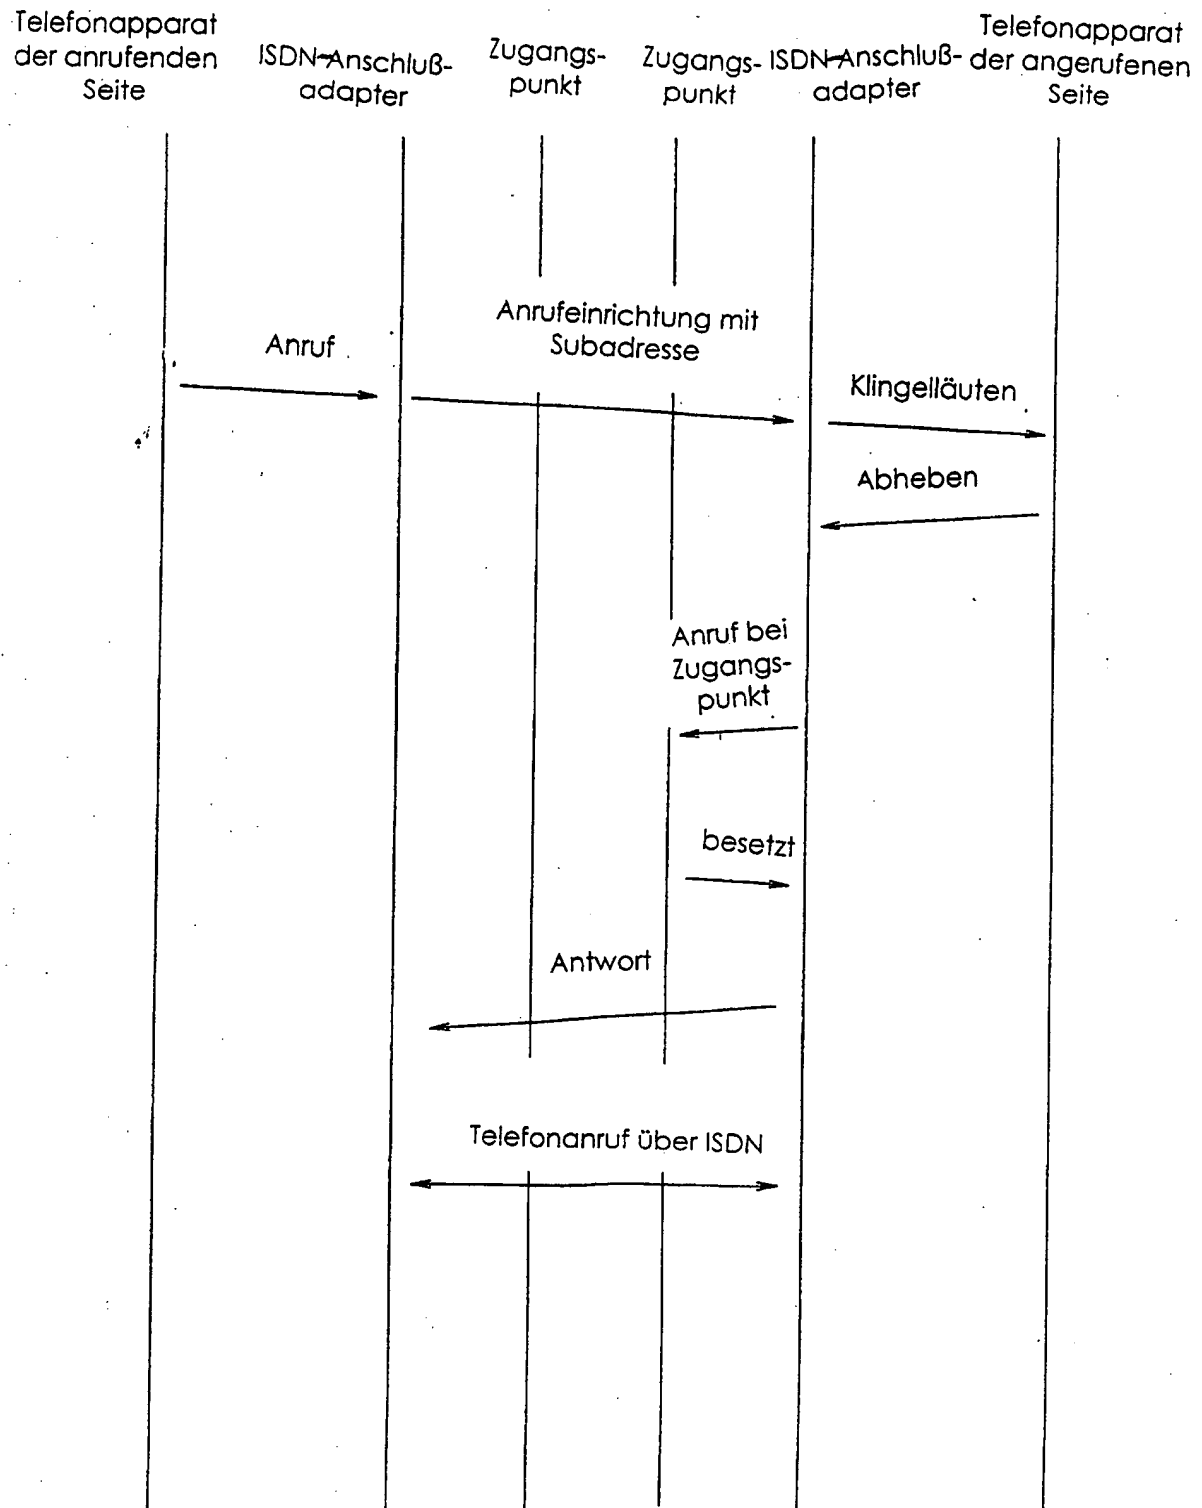 Telefonapparat
der anrufenden
Seite
ISDN-Anschluß-
adapter
Zugangs-
punkt
Zugangs-
punkt
ISDN-Anschluß-
adapter
Telefonapparat
der angerufenen
Seite
Anruf
Anrufeinrichtung mit
Subadresse
Klingelläuten
Abheben
Anruf bei
Zugangs-
punkt
besetzt
Antwort
Telefonanruf über ISDN